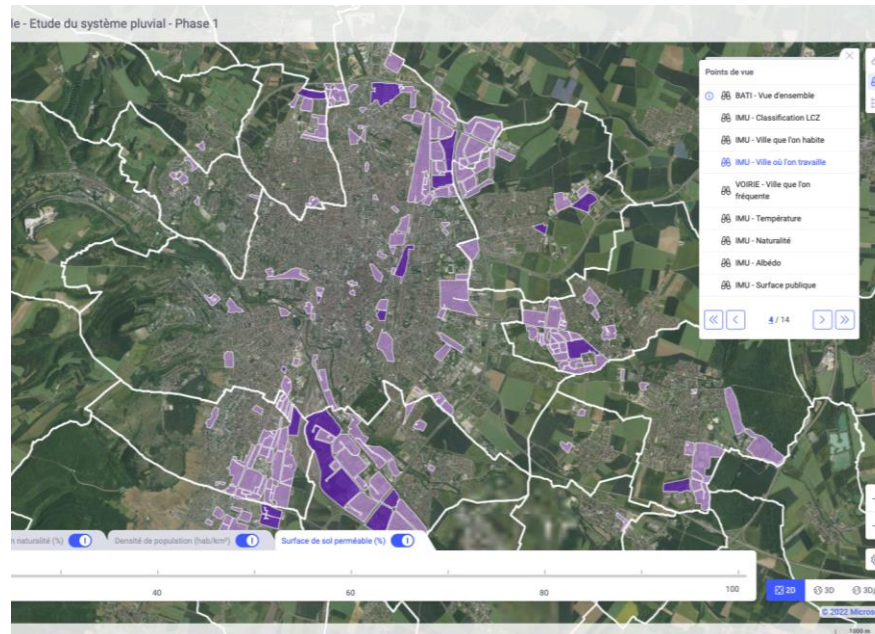 le - Etude du système pluvial - Phase 1
Points de vue
BATI - Vue d'ensemble
IMU - Classification LCZ
IMU - Ville que l'on habite
IMU - Ville où l'on travaille
VOIRIE - Ville que l'on
fréquente
IMU - Température
IMU - Naturalité
IMU - Albédo
IMU - Surface publique
4 / 14
n naturalité (%)
Densité de population (hab/km²)
Surface de sol perméable (%)
40 60 80 100
2D 3D 3D/
© 2022 Micros
1000 m